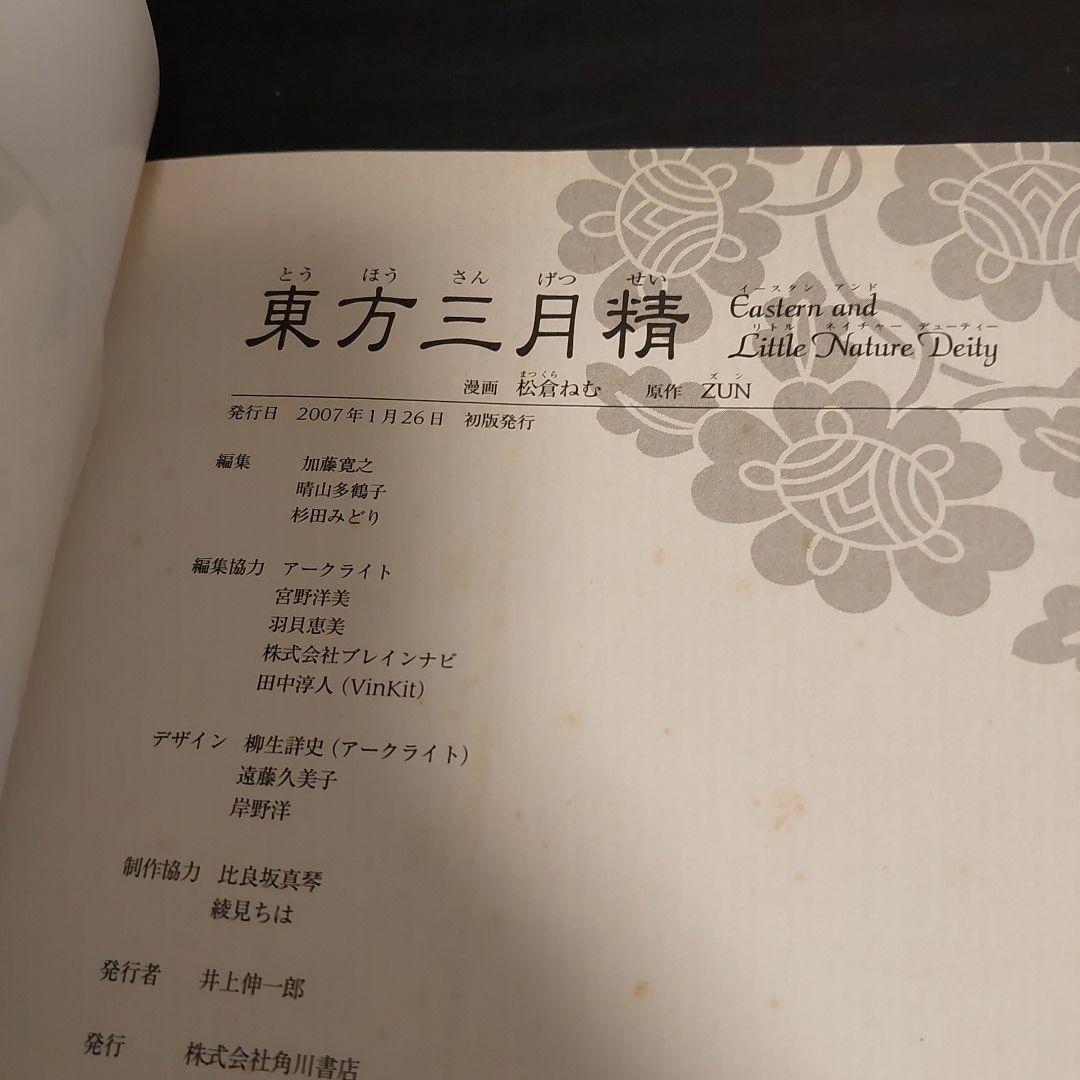 とう ほう さん げつ せい
東方三月精
イースタン アンド
Eastern and
リトル ネイチャー デューティー
Little Nature Deity
まつくら ズン
漫画 松倉ねむ 原作 ZUN
発行日 2007年1月26日 初版発行
編集 加藤寛之
晴山多鶴子
杉田みどり
編集協力 アークライト
宮野洋美
羽貝恵美
株式会社ブレインナビ
田中淳人(VinKit)
デザイン 柳生詳史(アークライト)
遠藤久美子
岸野洋
制作協力 比良坂真琴
綾見ちは
発行者 井上伸一郎
発行 株式会社角川書店